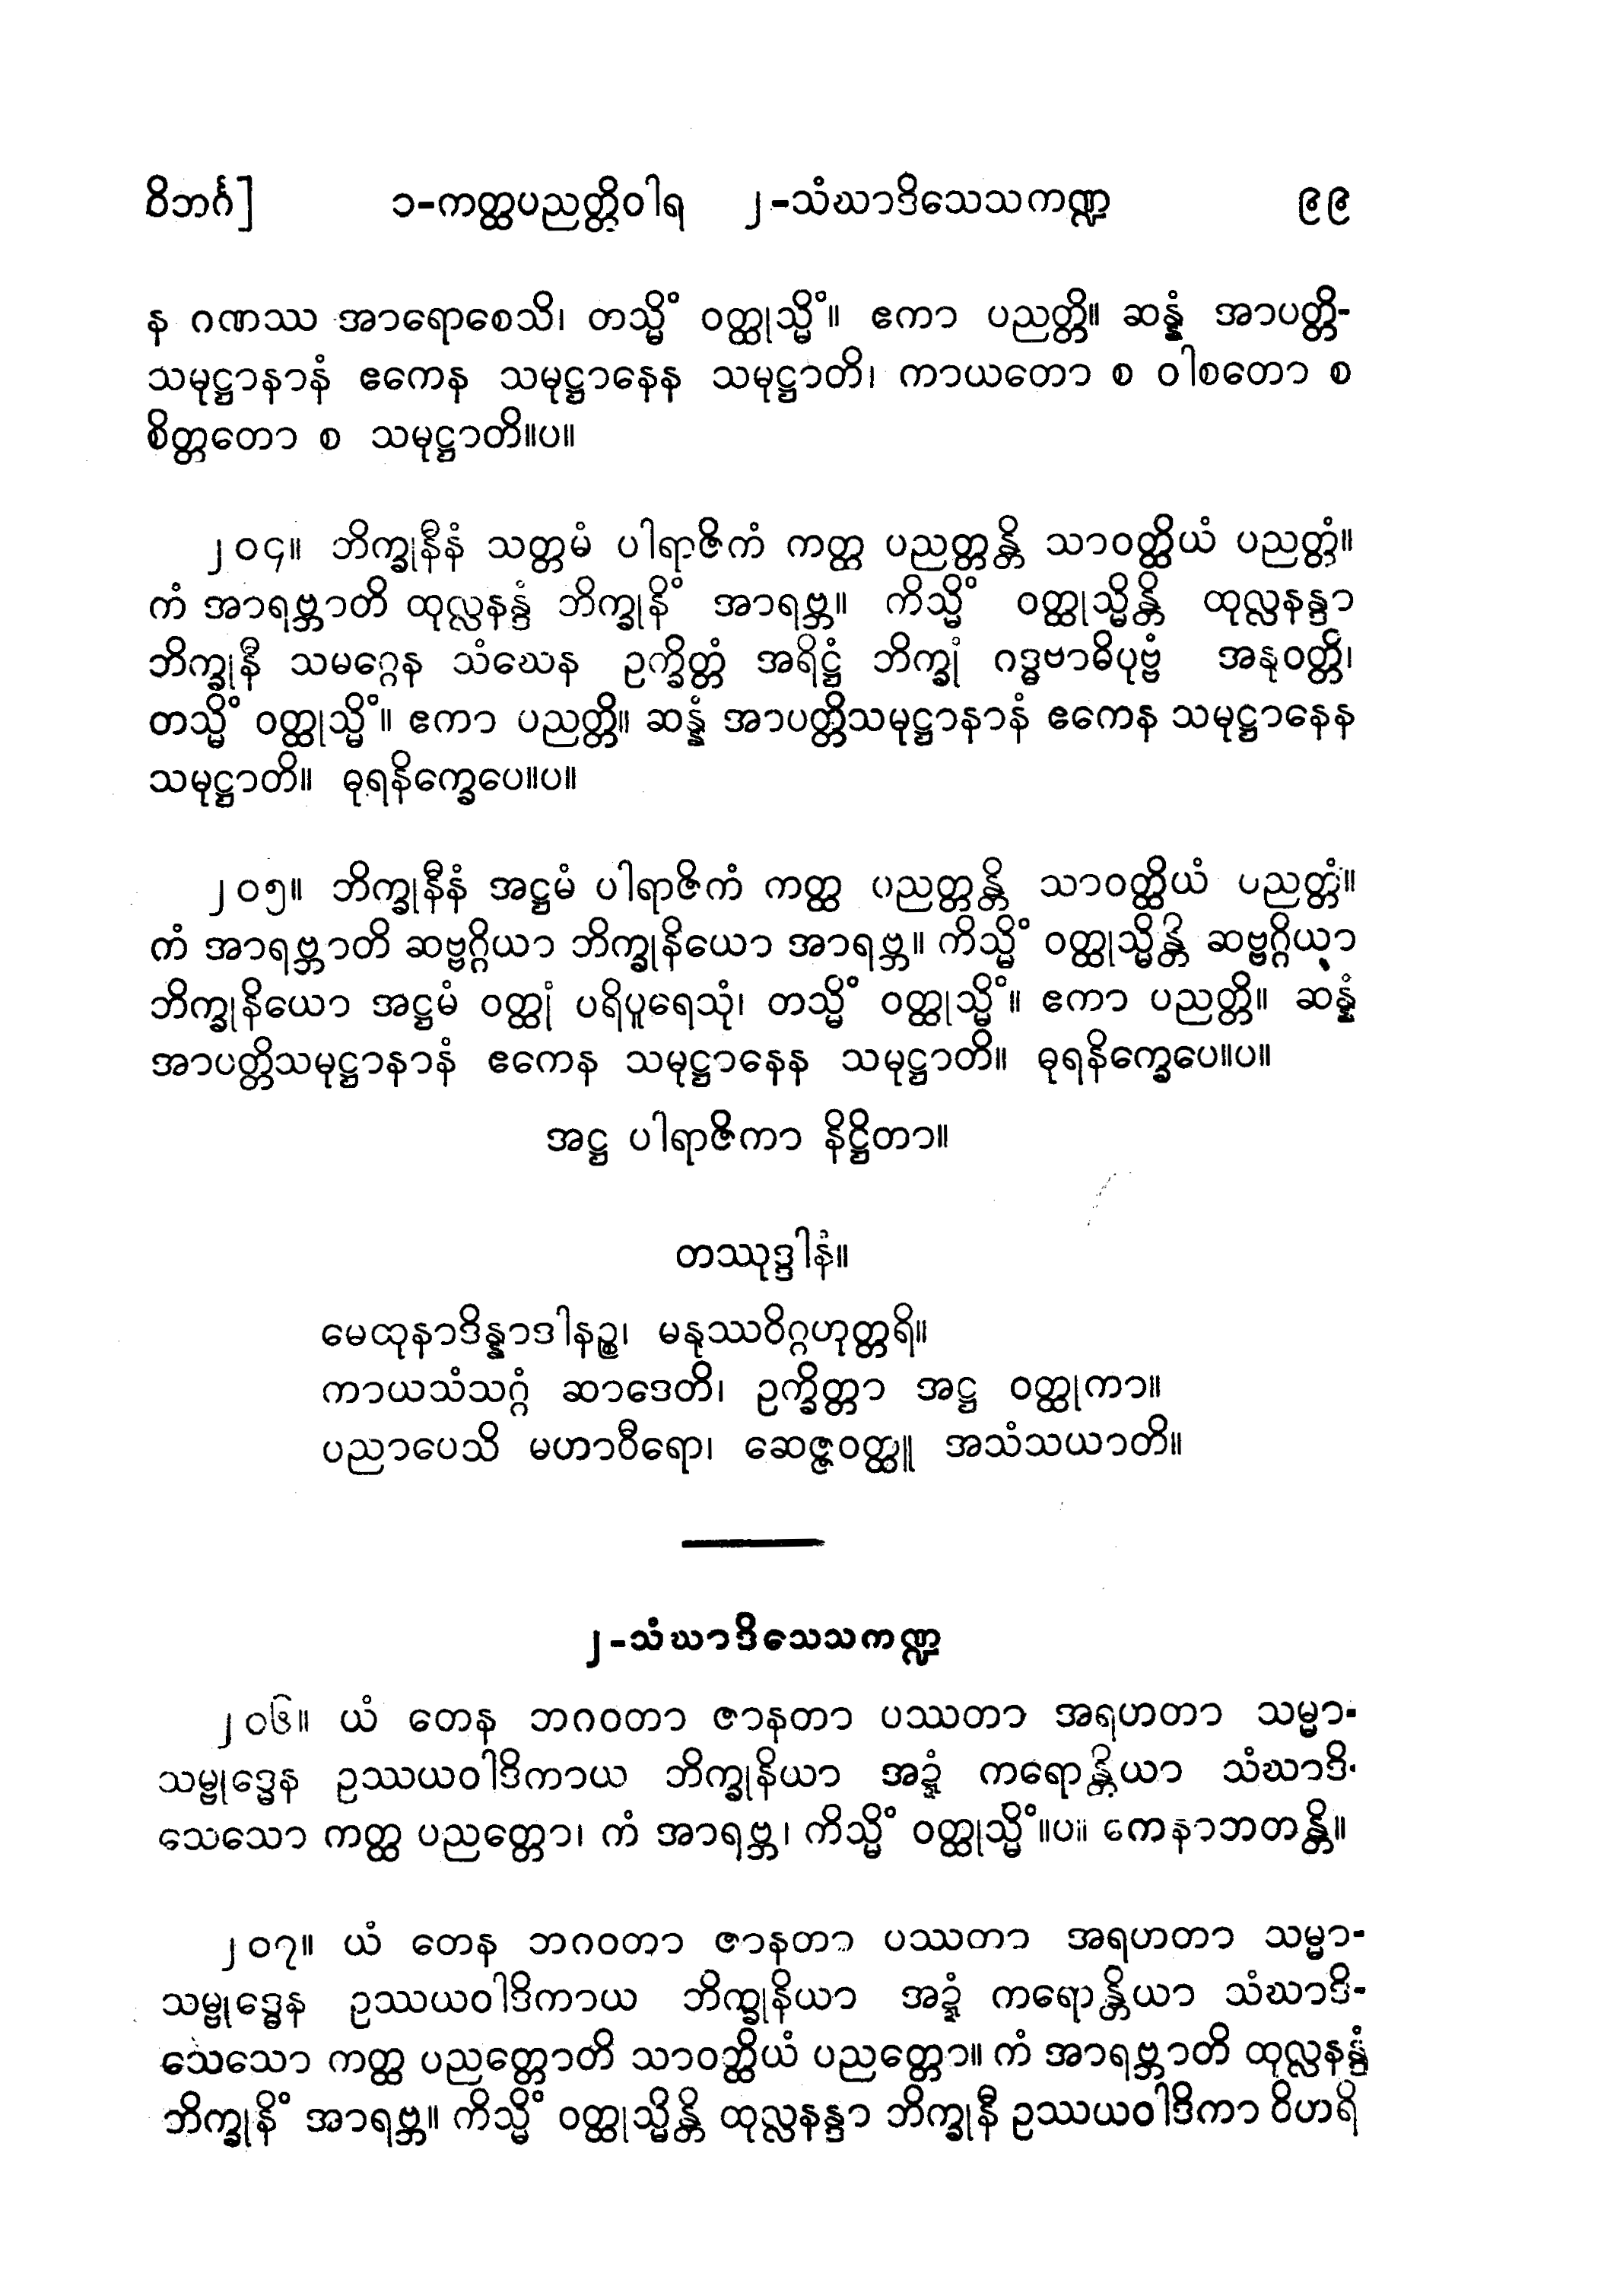 ဝိဘင်္ဂ] ၁-ကတ္ထပညတ္တိဝါရ ၂-သံဃာဒိသေသကဏ္ဍ ၉၉
န ဂဏဿ အာရောစေသိ၊ တသ္မိံ ဝတ္ထုသ္မိံ။ ဧကာ ပညတ္တိ။ ဆန္နံ အာပတ္တိ-
သမုဋ္ဌာနာနံ ဧကေန သမုဋ္ဌာနေန သမုဋ္ဌာတိ၊ ကာယတော စ ဝါစတော စ
စိတ္တတော စ သမုဋ္ဌာတိ။ပ။
၂၀၄။ ဘိက္ခုနီနံ သတ္တမံ ပါရာဇိကံ ကတ္ထ ပညတ္တန္တိ သာဝတ္ထိယံ ပညတ္တံ။
ကံ အာရဗ္ဘာတိ ထုလ္လနန္ဒံ ဘိက္ခုနိံ အာရဗ္ဘ။ ကိသ္မိံ ဝတ္ထုသ္မိန္တိ ထုလ္လနန္ဒာ
ဘိက္ခုနီ သမဂ္ဂေန သံဃေန ဥက္ခိတ္တံ အရိဋ္ဌံ ဘိက္ခုံ ဂဒ္ဓဗာဓိပုဗ္ဗံ အနုဝတ္တိ၊
တသ္မိံ ဝတ္ထုသ္မိံ။ ဧကာ ပညတ္တိ။ ဆန္နံ အာပတ္တိသမုဋ္ဌာနာနံ ဧကေန သမုဋ္ဌာနေန
သမုဋ္ဌာတိ။ ဓုရနိက္ခေပေ။ပ။
၂၀၅။ ဘိက္ခုနီနံ အဋ္ဌမံ ပါရာဇိကံ ကတ္ထ ပညတ္တန္တိ သာဝတ္ထိယံ ပညတ္တံ။
ကံ အာရဗ္ဘာတိ ဆဗ္ဗဂ္ဂိယာ ဘိက္ခုနိယော အာရဗ္ဘ။ ကိသ္မိံ ဝတ္ထုသ္မိန္တိ ဆဗ္ဗဂ္ဂိယာ
ဘိက္ခုနိယော အဋ္ဌမံ ဝတ္ထုံ ပရိပူရေသုံ၊ တသ္မိံ ဝတ္ထုသ္မိံ။ ဧကာ ပညတ္တိ။ ဆန္နံ
အာပတ္တိသမုဋ္ဌာနာနံ ဧကေန သမုဋ္ဌာနေန သမုဋ္ဌာတိ။ ဓုရနိက္ခေပေ။ပ။
အဋ္ဌ ပါရာဇိကာ နိဋ္ဌိတာ။
တဿုဒ္ဒါနံ။
မေထုနာဒိန္နာဒါနဉ္စ၊ မနုဿဝိဂ္ဂဟုတ္တရိ။
ကာယသံသဂ္ဂံ ဆာဒေတိ၊ ဥက္ခိတ္တာ အဋ္ဌ ဝတ္ထုကာ။
ပညာပေသိ မဟာဝီရော၊ ဆေဇ္ဇဝတ္ထူ အသံသယာတိ။
၂-သံဃာဒိသေသကဏ္ဍ
၂၀၆။ ယံ တေန ဘဂဝတာ ဇာနတာ ပဿတာ အရဟတာ သမ္မာ-
သမ္ဗုဒ္ဓေန ဥဿယဝါဒိကာယ ဘိက္ခုနိယာ အဍ္ဍံ ကရောန္တိယာ သံဃာဒိ-
သေသော ကတ္ထ ပညတ္တော၊ ကံ အာရဗ္ဘ၊ ကိသ္မိံ ဝတ္ထုသ္မိံ။ပ။ ကေနာဘတန္တိ။
၂၀၇။ ယံ တေန ဘဂဝတာ ဇာနတာ ပဿတာ အရဟတာ သမ္မာ-
သမ္ဗုဒ္ဓေန ဥဿယဝါဒိကာယ ဘိက္ခုနိယာ အဍ္ဍံ ကရောန္တိယာ သံဃာဒိ-
သေသော ကတ္ထ ပညတ္တောတိ သာဝတ္ထိယံ ပညတ္တော။ ကံ အာရဗ္ဘာတိ ထုလ္လနန္ဒံ
ဘိက္ခုနိံ အာရဗ္ဘ။ ကိသ္မိံ ဝတ္ထုသ္မိန္တိ ထုလ္လနန္ဒာ ဘိက္ခုနီ ဥဿယဝါဒိကာ ဝိဟရိ